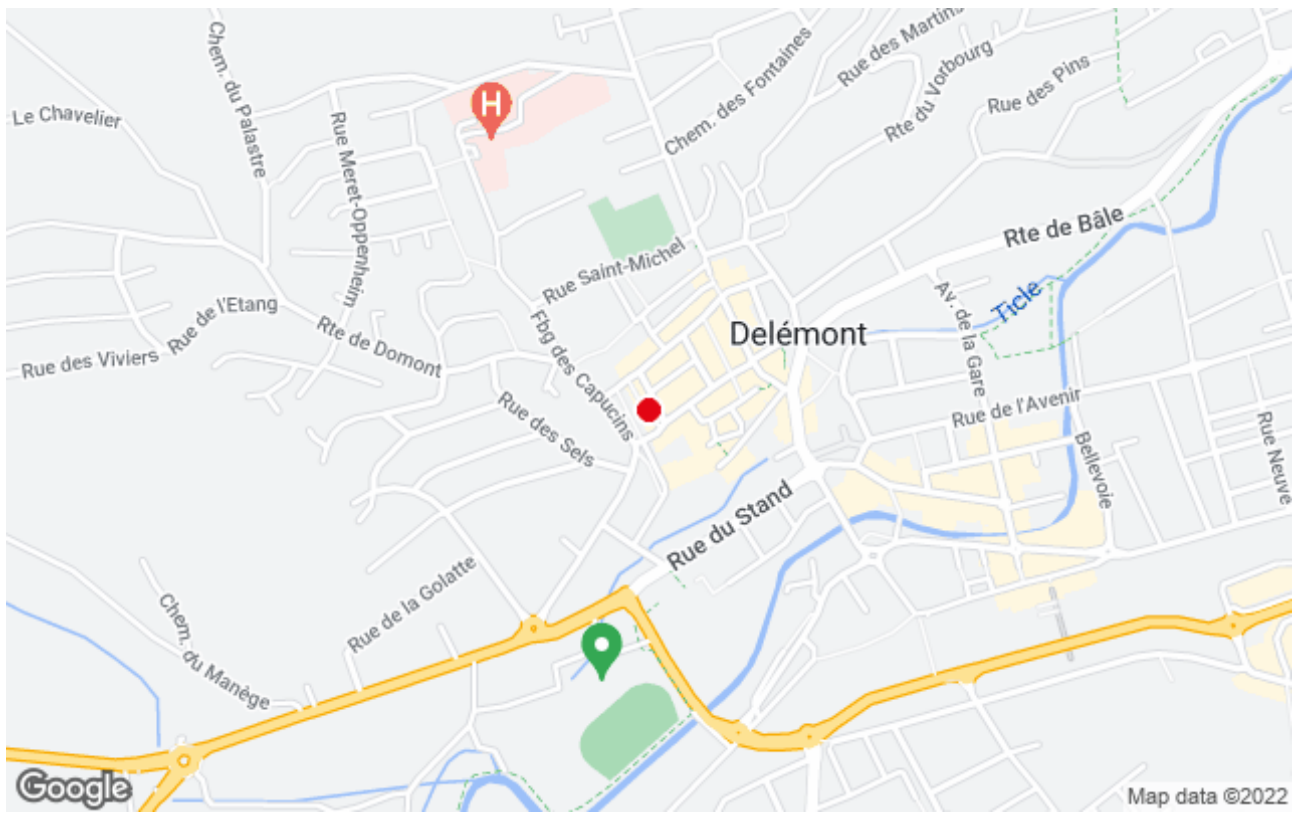 Chem. du Palastre
Chem. des Fontaines
Rue des Martins
Rte du Vorbourg
Rue des Pins
Le Chavelier
Rue Meret-Oppenheim
H
Rte de Bâle
Rue Saint-Michel
Ticle
Av. de la Gare
Rue de l'Etang
Rue des Viviers
Rte de Domont
Fbg des Capucins
Delémont
Rue des Sels
Rue de l'Avenir
Bellevoie
Rue Neuve
Rue du Stand
Rue de la Golatte
Chem. du Manège
Google
Map data ©2022